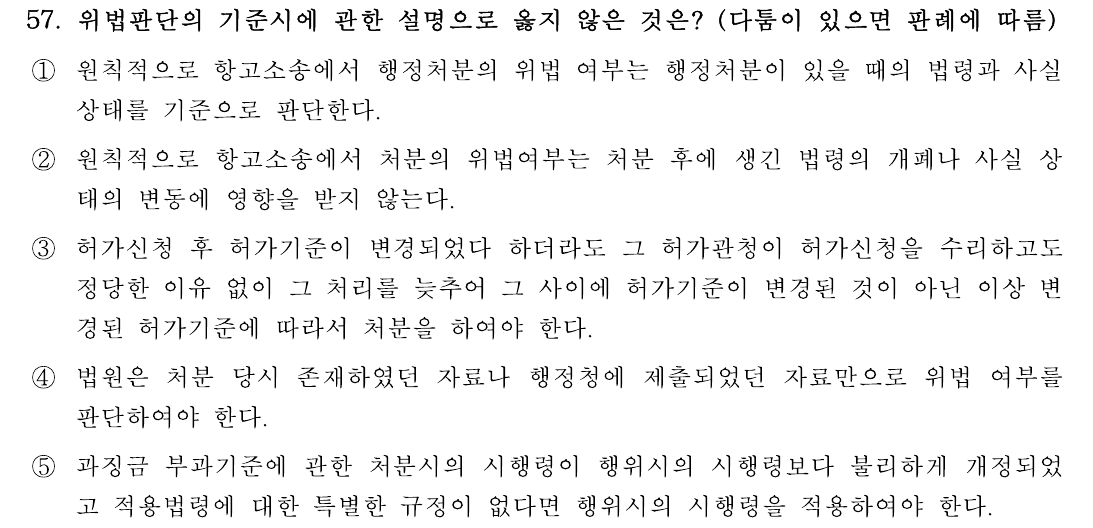 57. 위법판단의 기준시에 관한 설명으로 옳지 않은 것은? (다툼이 있으면 판례에 따름)
① 원칙적으로 항고소송에서 행정처분의 위법 여부는 행정처분이 있을 때의 법령과 사실
상태를 기준으로 판단한다.
② 원칙적으로 항고소송에서 처분의 위법여부는 처분 후에 생긴 법령의 개폐나 사실 상
태의 변동에 영향을 받지 않는다.
③ 허가신청 후 허가기준이 변경되었다 하더라도 그 허가관청이 허가신청을 수리하고도
정당한 이유 없이 그 처리를 늦추어 그 사이에 허가기준이 변경된 것이 아닌 이상 변
경된 허가기준에 따라서 처분을 하여야 한다.
④ 법원은 처분 당시 존재하였던 자료나 행정청에 제출되었던 자료만으로 위법 여부를
판단하여야 한다.
⑤ 과징금 부과기준에 관한 처분시의 시행령이 행위시의 시행령보다 불리하게 개정되었
고 적용법령에 대한 특별한 규정이 없다면 행위시의 시행령을 적용하여야 한다.